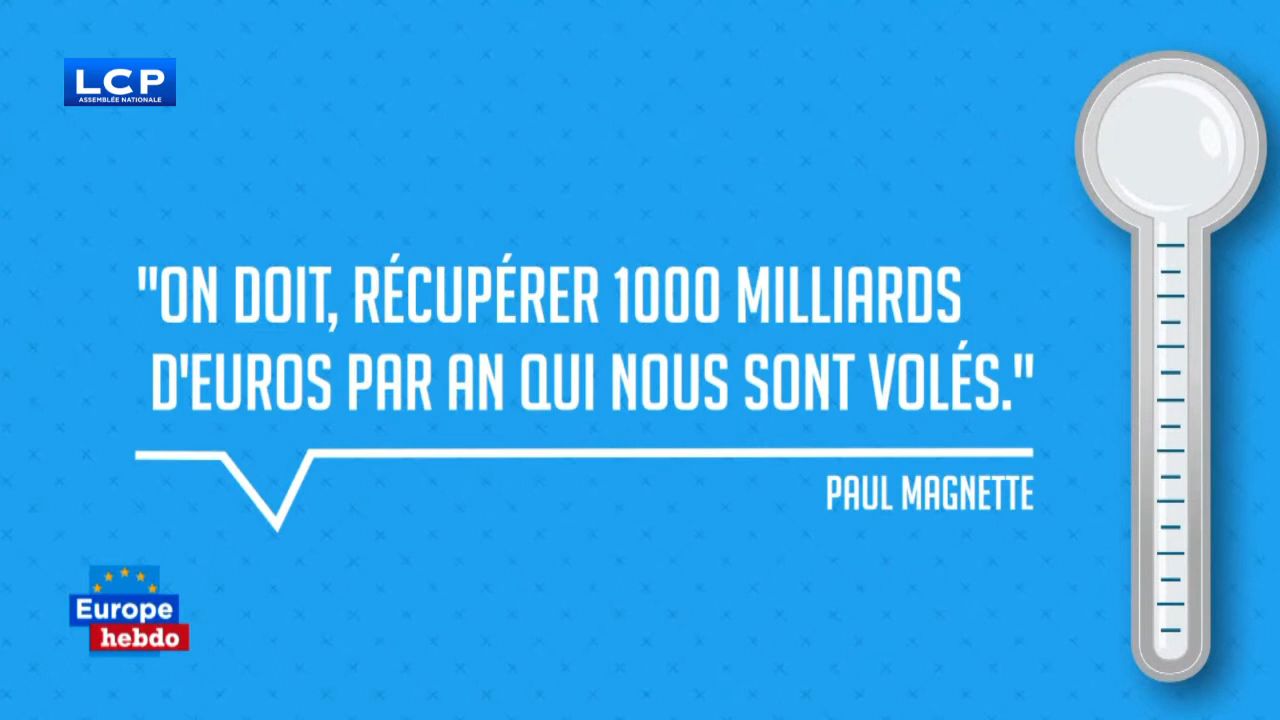 LCP
ASSEMBLÉE NATIONALE
"ON DOIT, RÉCUPÉRER 1000 MILLIARDS
D'EUROS PAR AN QUI NOUS SONT VOLÉS."
PAUL MAGNETTE
Europe
hebdo